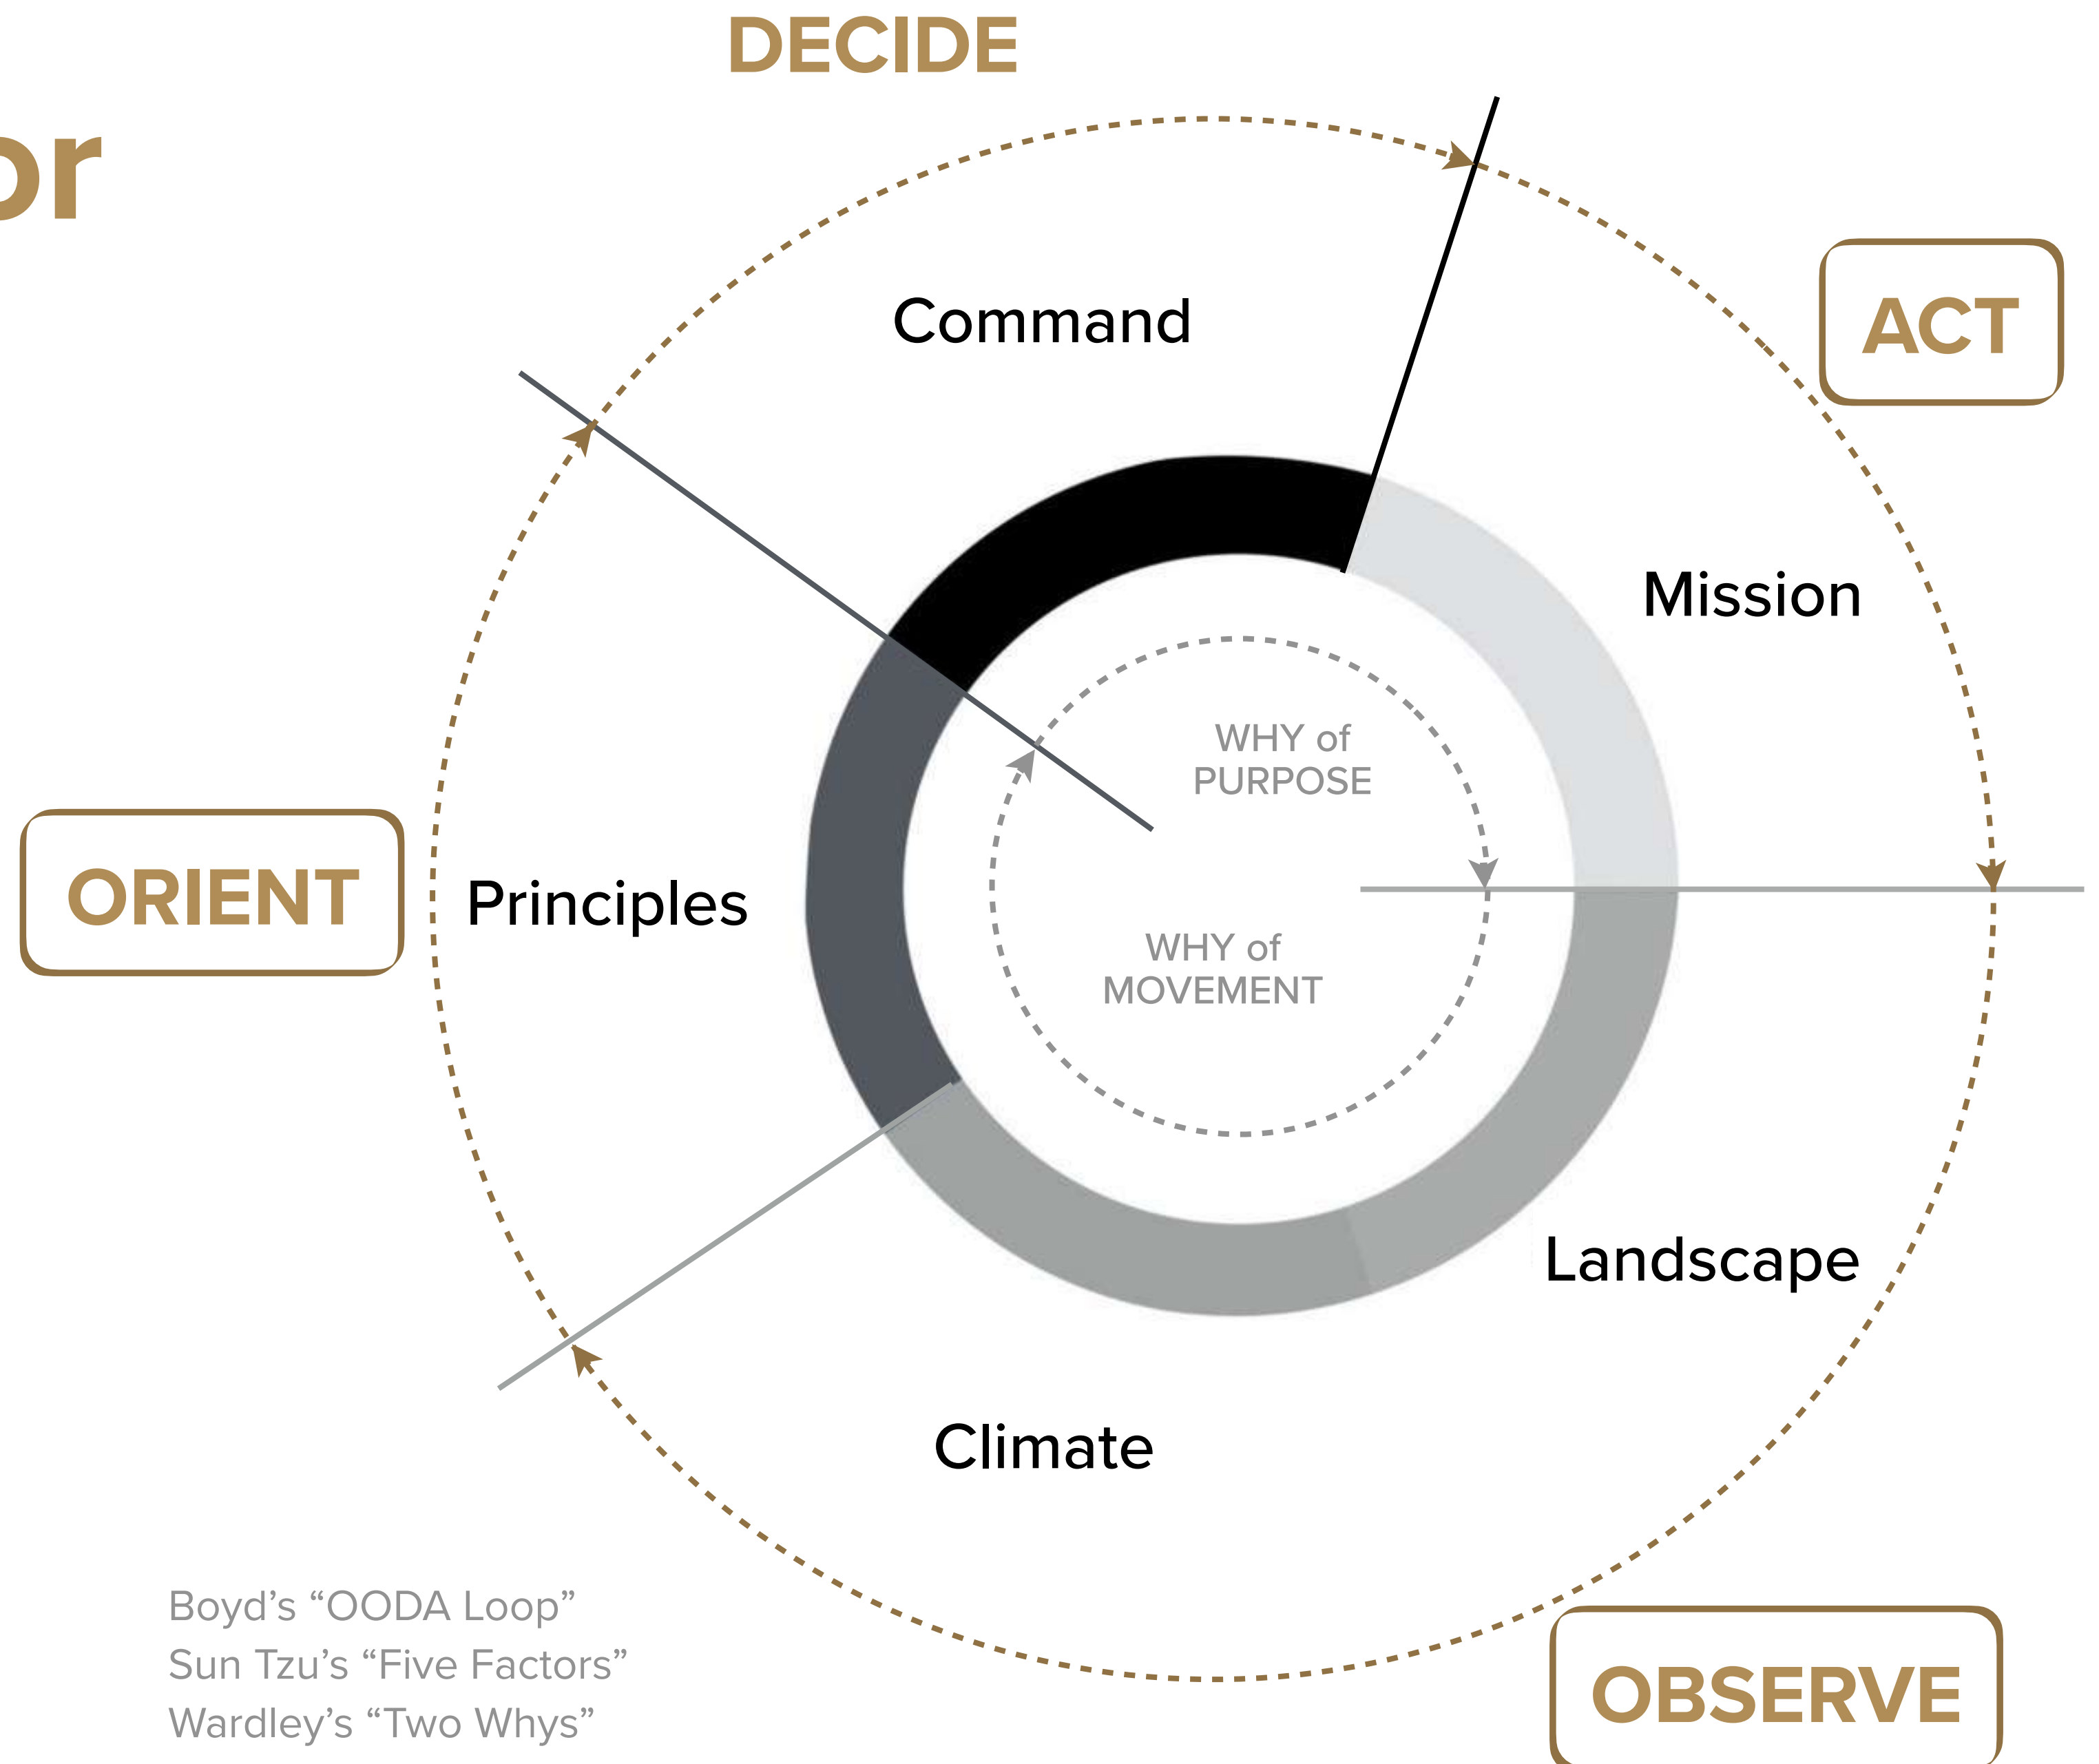 DECIDE
or
ACT
Command
Mission
WHY of
PURPOSE
ORIENT
Principles
WHY of
MOVEMENT
Landscape
Climate
Boyd’s “OODA Loop”
Sun Tzu’s “Five Factors”
Wardley’s “Two Whys”
OBSERVE